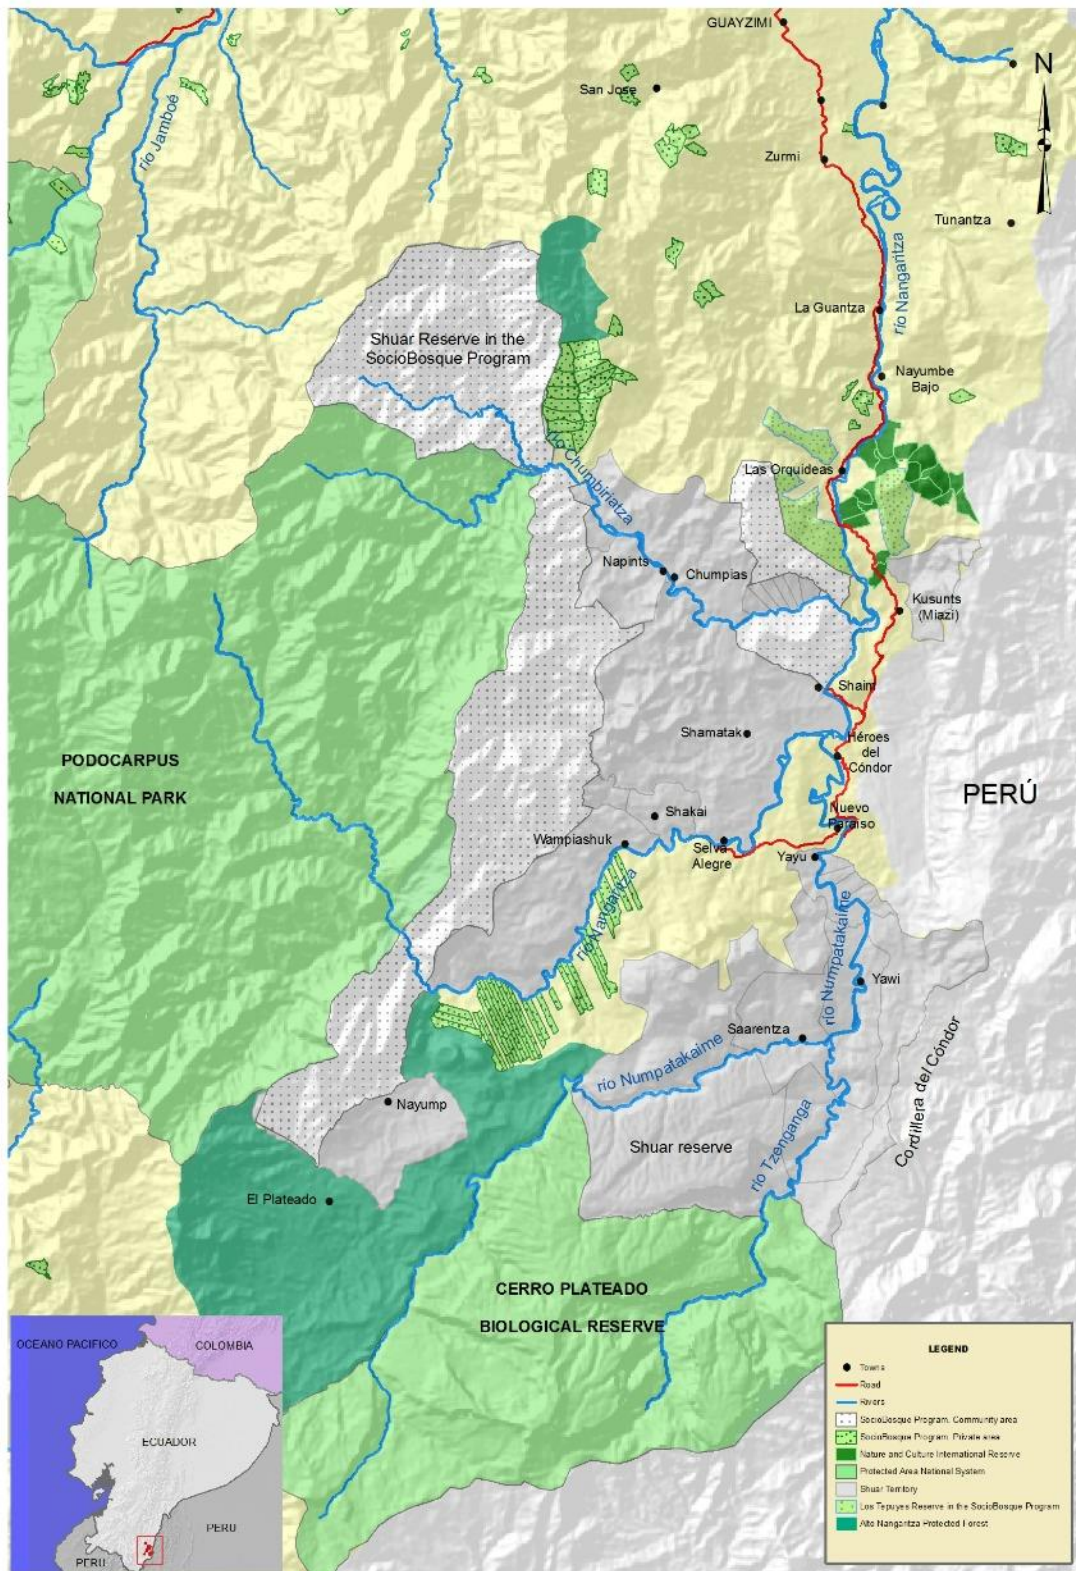 GUAYZIMI
N
San Jose
río Jamboé
Zurmi
Tunantza
río Nangaritza
La Guantza
Shuar Reserve in the
SocioBosque Program
Nayumbe
Bajo
Las Orquideas
río Chumbiriatza
Napints
Chumpias
Kusunts
(Miazi)
Shaim
Shamatak
Héroes
del
Cóndor
PODOCARPUS
NATIONAL PARK
PERÚ
Shakai
Nuevo
Paraiso
Wampiashuk
Selva
Alegre
Yayu
río Nangaritza
río Numpatakaime
Yawi
Saarentza
río Numpatakaime
Cordillera del Cóndor
Nayump
Shuar reserve
río Tzenganga
El Plateado
CERRO PLATEADO
BIOLOGICAL RESERVE
OCEANO PACIFICO
COLOMBIA
ECUADOR
PERU
PERU
LEGEND
Towns
Road
Rivers
SocioBosque Program. Community area
SocioBosque Program. Private area
Nature and Culture International Reserve
Protected Area National System
Shuar Territory
Los Tepuyes Reserve in the SocioBosque Program
Alto Nangaritza Protected Forest